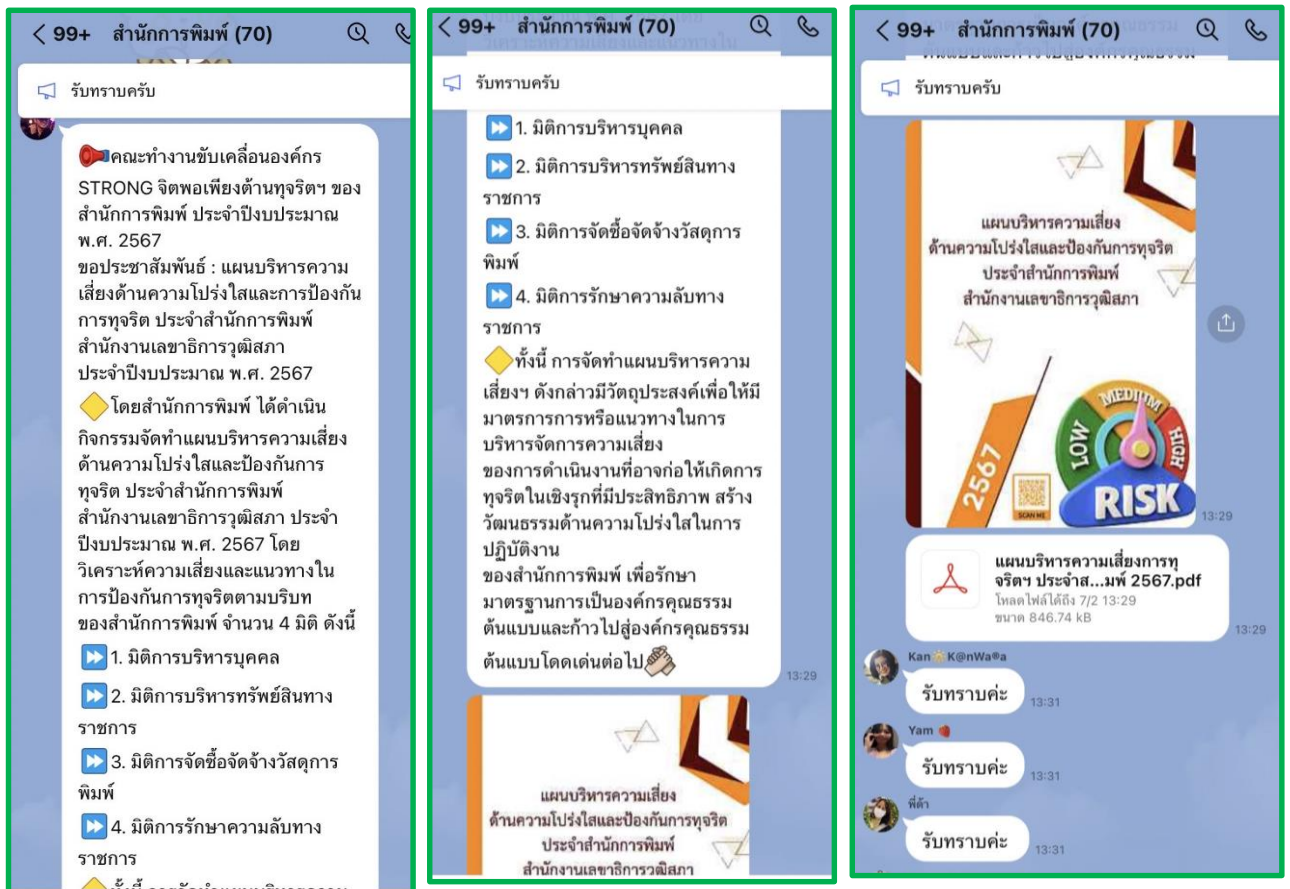 99+ สำนักการพิมพ์ (70)
รับทราบครับ
คณะทำงานขับเคลื่อนองค์กร
STRONG จิตพอเพียงต้านทุจริตฯ ของ
สำนักการพิมพ์ ประจำปีงบประมาณ
พ.ศ. 2567
ขอประชาสัมพันธ์ : แผนบริหารความ
เสี่ยงด้านความโปร่งใสและการป้องกัน
การทุจริต ประจำสำนักการพิมพ์
สำนักงานเลขาธิการวุฒิสภา
ประจำปีงบประมาณ พ.ศ. 2567
โดยสำนักการพิมพ์ ได้ดำเนิน
กิจกรรมจัดทำแผนบริหารความเสี่ยง
ด้านความโปร่งใสและป้องกันการ
ทุจริต ประจำสำนักการพิมพ์
สำนักงานเลขาธิการวุฒิสภา ประจำ
ปีงบประมาณ พ.ศ. 2567 โดย
วิเคราะห์ความเสี่ยงและแนวทางใน
การป้องกันการทุจริตตามบริบท
ของสำนักการพิมพ์ จำนวน 4 มิติ ดังนี้
1. มิติการบริหารบุคคล
2. มิติการบริหารทรัพย์สินทาง
ราชการ
3. มิติการจัดซื้อจัดจ้างวัสดุการ
พิมพ์
4. มิติการรักษาความลับทาง
ราชการ
99+ สำนักการพิมพ์ (70)
รับทราบครับ
1. มิติการบริหารบุคคล
2. มิติการบริหารทรัพย์สินทาง
ราชการ
3. มิติการจัดซื้อจัดจ้างวัสดุการ
พิมพ์
4. มิติการรักษาความลับทาง
ราชการ
ทั้งนี้ การจัดทำแผนบริหารความ
เสี่ยงฯ ดังกล่าวมีวัตถุประสงค์เพื่อให้มี
มาตรการการหรือแนวทางในการ
บริหารจัดการความเสี่ยง
ของการดำเนินงานที่อาจก่อให้เกิดการ
ทุจริตในเชิงรุกที่มีประสิทธิภาพ สร้าง
วัฒนธรรมด้านความโปร่งใสในการ
ปฏิบัติงาน
ของสำนักการพิมพ์ เพื่อรักษา
มาตรฐานการเป็นองค์กรคุณธรรม
ต้นแบบและก้าวไปสู่องค์กรคุณธรรม
ต้นแบบโดดเด่นต่อไป
13:29
แผนบริหารความเสี่ยง
ด้านความโปร่งใสและป้องกันการทุจริต
ประจำสำนักการพิมพ์
สำนักงานเลขาธิการวุฒิสภา
99+ สำนักการพิมพ์ (70)
รับทราบครับ
แผนบริหารความเสี่ยง
ด้านความโปร่งใสและป้องกันการทุจริต
ประจำสำนักการพิมพ์
สำนักงานเลขาธิการวุฒิสภา
2567
SCAN ME
LOW
MEDIUM
HIGH
RISK
13:29
แผนบริหารความเสี่ยงการทุ
จริตฯ ประจำส...มพ์ 2567.pdf
โหลดไฟล์ได้ถึง 7/2 13:29
ขนาด 846.74 kB
13:29
Kan K@nWa®a
รับทราบค่ะ
13:31
Yam
รับทราบค่ะ
13:31
พี่ต้า
รับทราบค่ะ
13:31